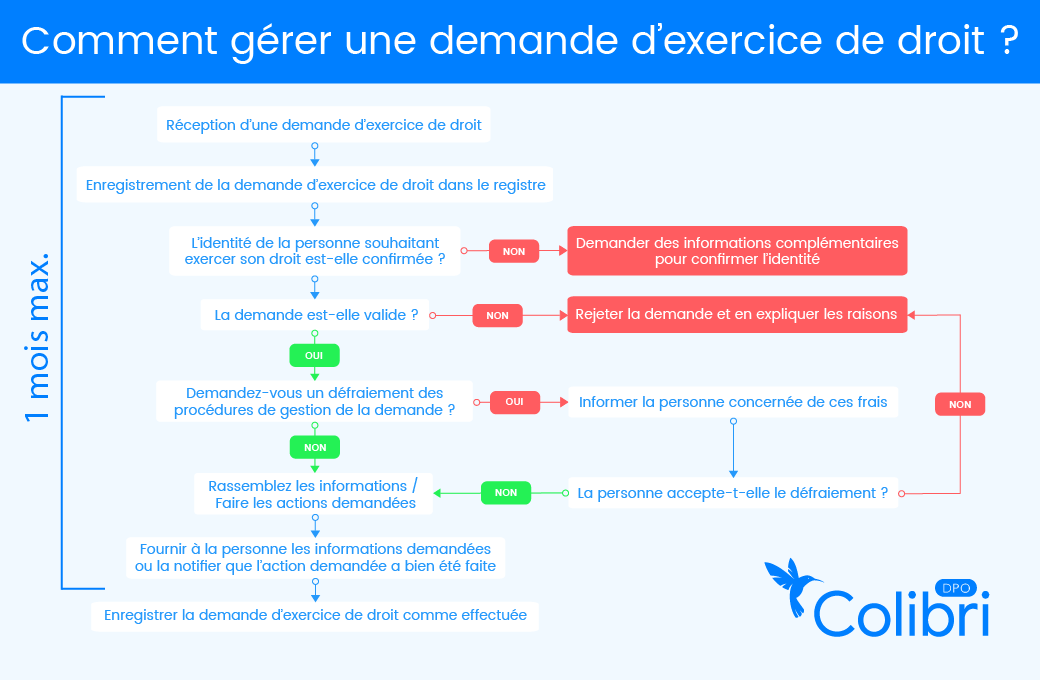 Comment gérer une demande d'exercice de droit ?
1 mois max.
Réception d'une demande d'exercice de droit
Enregistrement de la demande d'exercice de droit dans le registre
L'identité de la personne souhaitant
exercer son droit est-elle confirmée ?
NON
Demander des informations complémentaires
pour confirmer l'identité
La demande est-elle valide ?
NON
Rejeter la demande et en expliquer les raisons
OUI
Demandez-vous un défraiement des
procédures de gestion de la demande ?
OUI
Informer la personne concernée de ces frais
NON
NON
Rassemblez les informations /
Faire les actions demandées
NON
La personne accepte-t-elle le défraiement ?
Fournir à la personne les informations demandées
ou la notifier que l'action demandée a bien été faite
Enregistrer la demande d'exercice de droit comme effectuée
DPO
Colibri